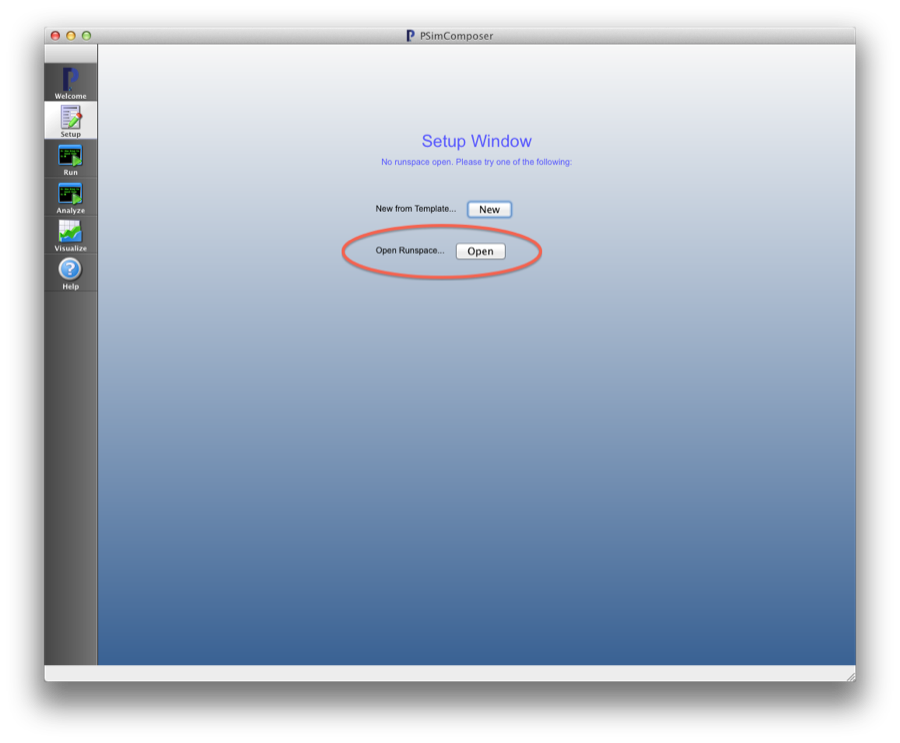 PSimComposer
Welcome
Setup
Run
Analyze
Visualize
Help
Setup Window
No runspace open. Please try one of the following:
New from Template... New
Open Runspace... Open